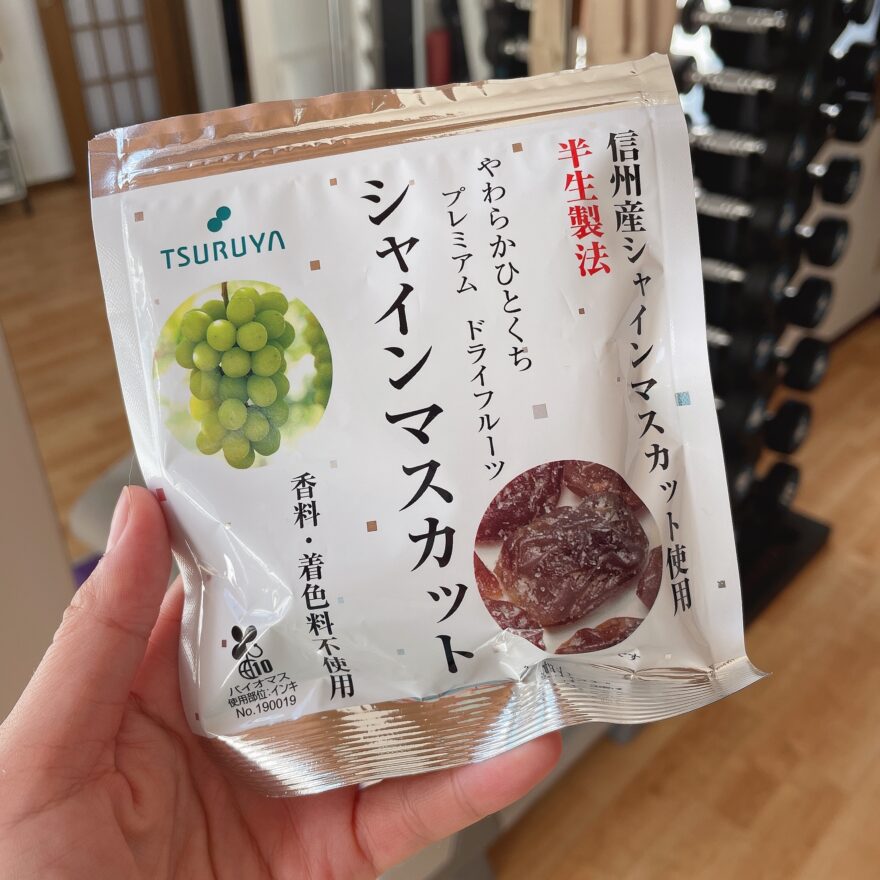 信州産シャインマスカット使用
半生製法
やわらかひとくち
プレミアム ドライフルーツ
シャインマスカット
TSURUYA
香料・着色料不使用
10
バイオマス
使用部位:インキ
No.190019